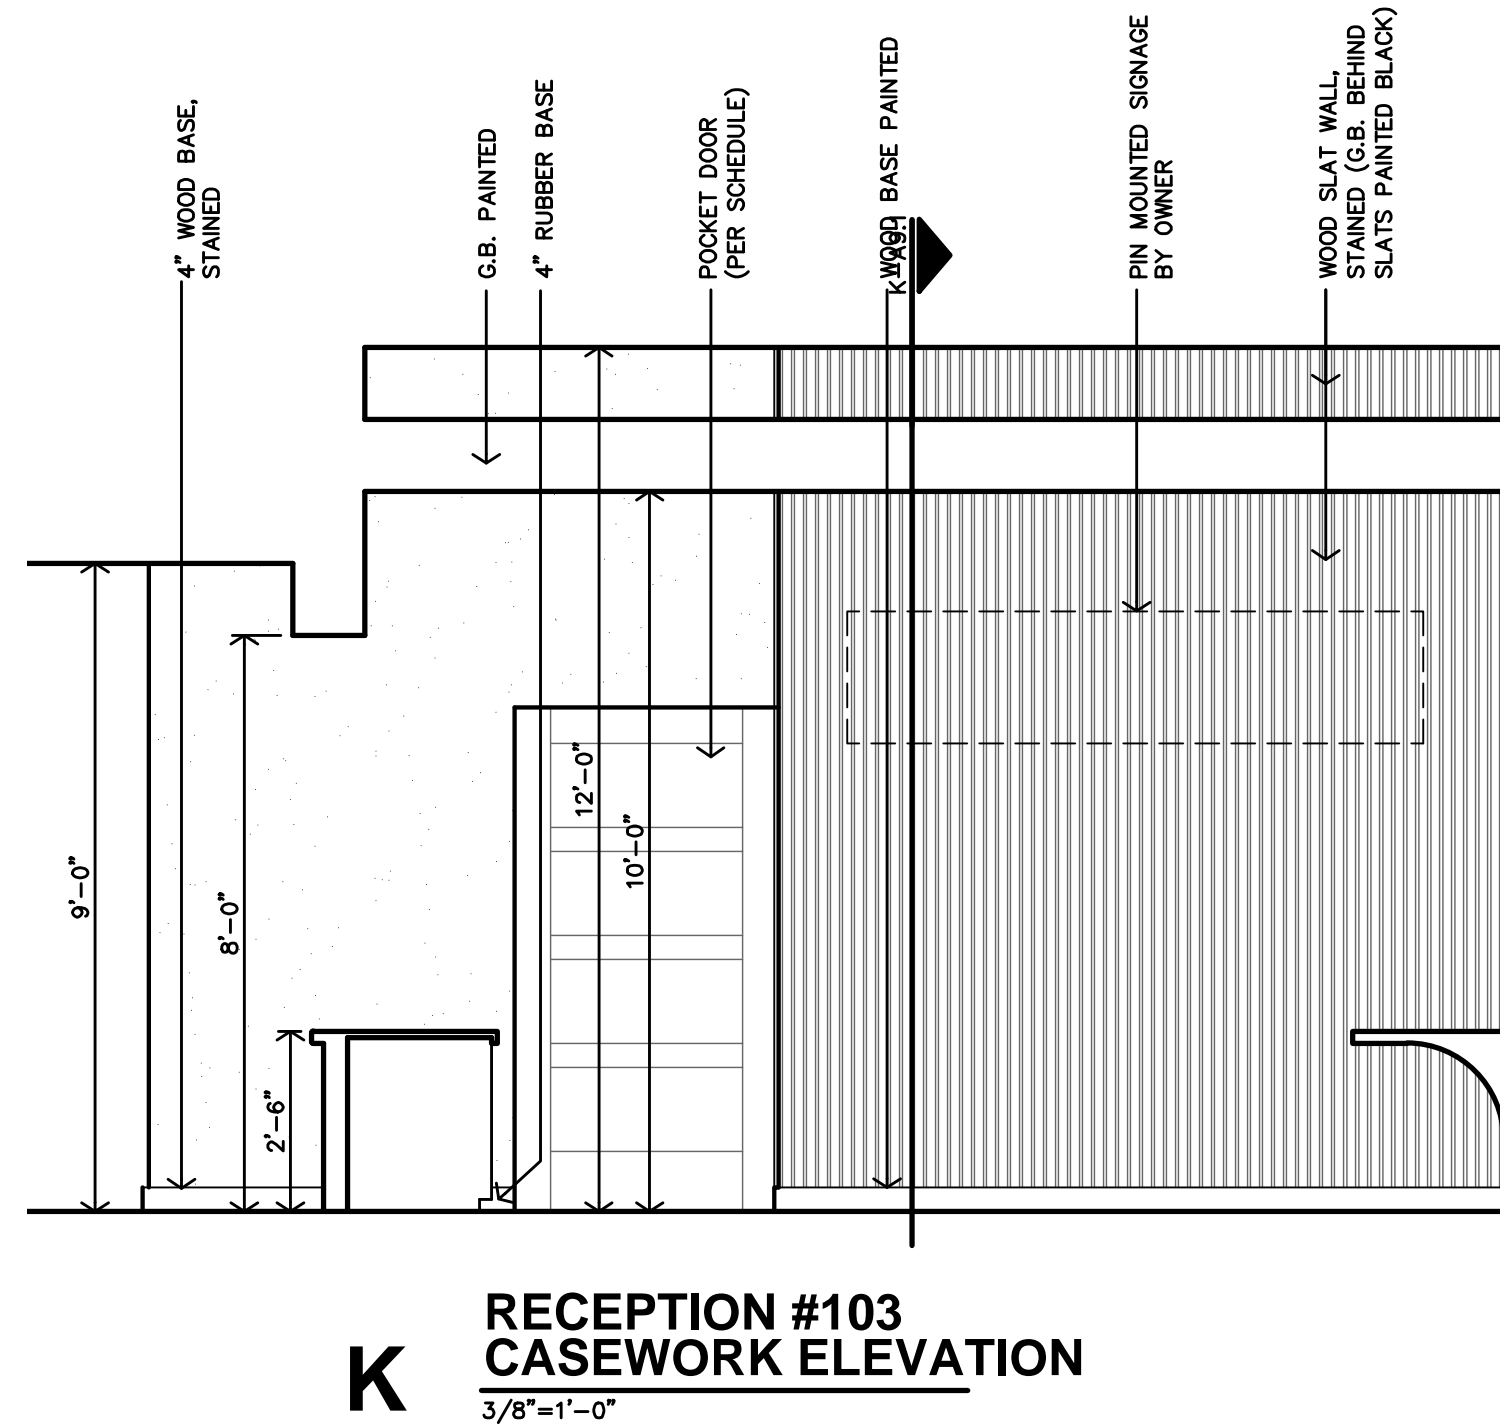 4" WOOD BASE,
STAINED
G.B. PAINTED
4" RUBBER BASE
POCKET DOOR
(PER SCHEDULE)
WOOD BASE PAINTED
K-A9.1
PIN MOUNTED SIGNAGE
BY OWNER
WOOD SLAT WALL,
STAINED (G.B. BEHIND
SLATS PAINTED BLACK)
9'-0"
8'-0"
2'-6"
12'-0"
10'-0"
K
RECEPTION #103
CASEWORK ELEVATION
3/8"=1'-0"